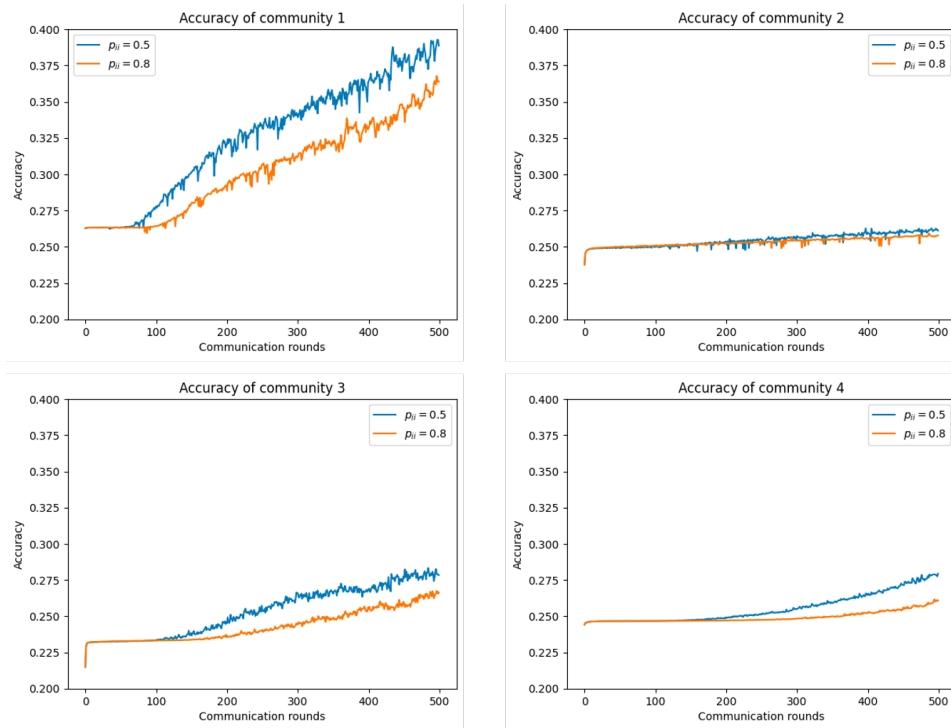 Accuracy of community 1
0.400
0.375
0.350
0.325
0.300
0.275
0.250
0.225
0.200
Accuracy
p_ii = 0.5
p_ii = 0.8
0 100 200 300 400 500
Communication rounds
Accuracy of community 2
0.400
0.375
0.350
0.325
0.300
0.275
0.250
0.225
0.200
Accuracy
p_ii = 0.5
p_ii = 0.8
0 100 200 300 400 500
Communication rounds
Accuracy of community 3
0.400
0.375
0.350
0.325
0.300
0.275
0.250
0.225
0.200
Accuracy
p_ii = 0.5
p_ii = 0.8
0 100 200 300 400 500
Communication rounds
Accuracy of community 4
0.400
0.375
0.350
0.325
0.300
0.275
0.250
0.225
0.200
Accuracy
p_ii = 0.5
p_ii = 0.8
0 100 200 300 400 500
Communication rounds